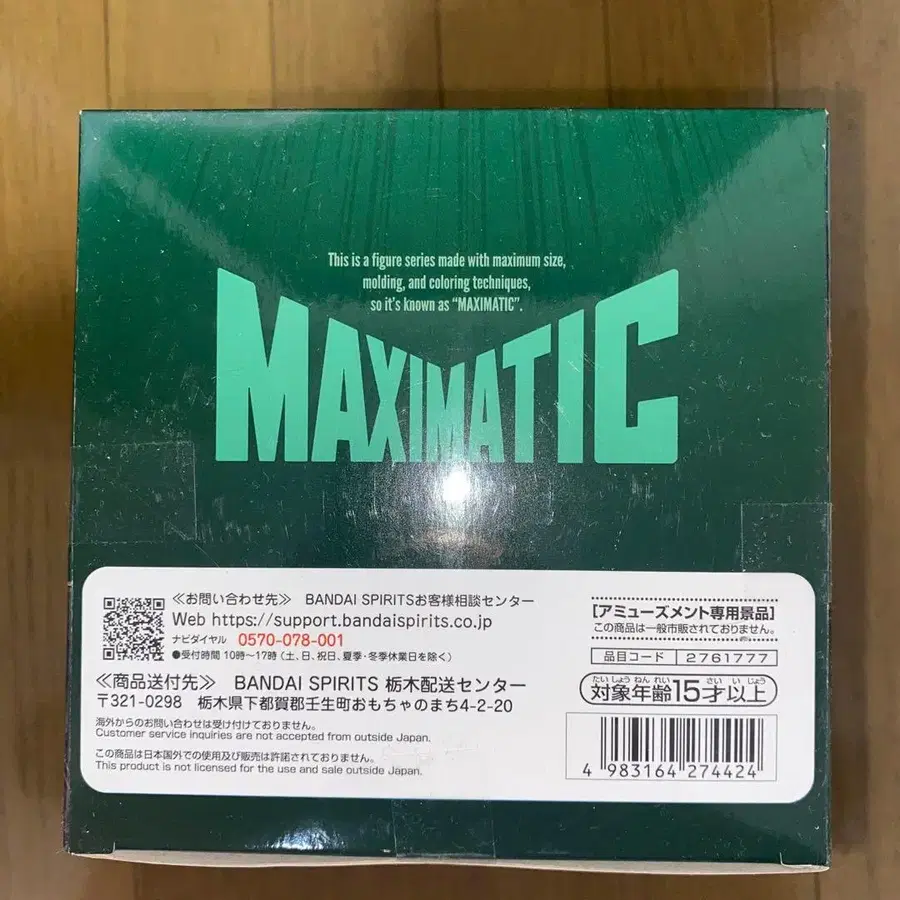 This is a figure series made with maximum size,
molding, and coloring techniques,
so it's known as "MAXIMATIC".
MAXIMATIC
≪お問い合わせ先≫ BANDAI SPIRITSお客様相談センター
Web https://support.bandaispirits.co.jp
ナビダイヤル 0570-078-001
●受付時間 10時～17時 (土、日、祝日、夏季・冬季休業日を除く)
≪商品送付先≫ BANDAI SPIRITS 栃木配送センター
〒321-0298 栃木県下都賀郡壬生町おもちゃのまち4-2-20
海外からのお問い合わせは受け付けておりません。
Customer service inquiries are not accepted from outside Japan.
この商品は日本国外での使用及び販売は許諾されておりません。
This product is not licensed for the use and sale outside Japan.
【アミューズメント専用景品】
この商品は一般市販されておりません。
品目コード 2761777
たいしょうねんれい さいいじょう
対象年齢15才以上
4 983164 274424